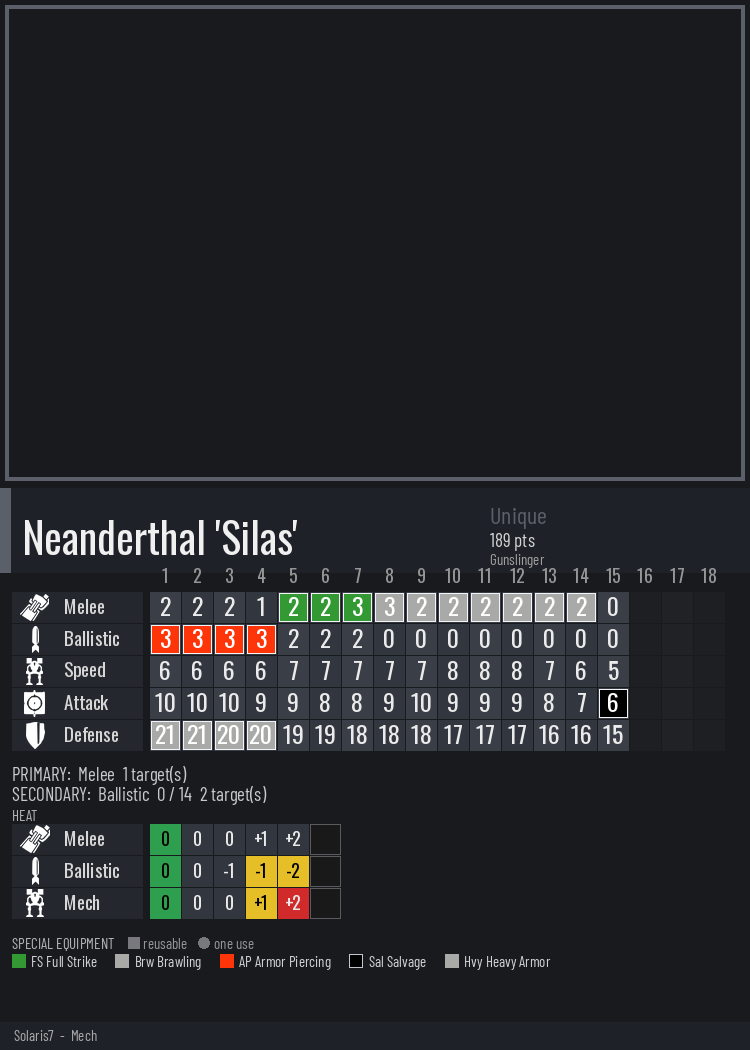 Neanderthal 'Silas'
Unique
189 pts
Gunslinger
1 2 3 4 5 6 7 8 9 10 11 12 13 14 15 16 17 18
Melee 2 2 2 1 2 2 3 3 2 2 2 2 2 2 0
Ballistic 3 3 3 3 2 2 2 0 0 0 0 0 0 0 0
Speed 6 6 6 6 7 7 7 7 7 8 8 8 7 6 5
Attack 10 10 10 9 9 8 8 9 10 9 9 9 8 7 6
Defense 21 21 20 20 19 19 18 18 18 17 17 17 16 16 15
PRIMARY: Melee 1 target(s)
SECONDARY: Ballistic 0 / 14 2 target(s)
HEAT
Melee 0 0 0 +1 +2
Ballistic 0 0 -1 -1 -2
Mech 0 0 0 +1 +2
SPECIAL EQUIPMENT reusable one use
FS Full Strike Brw Brawling AP Armor Piercing Sal Salvage Hvy Heavy Armor
Solaris7 - Mech